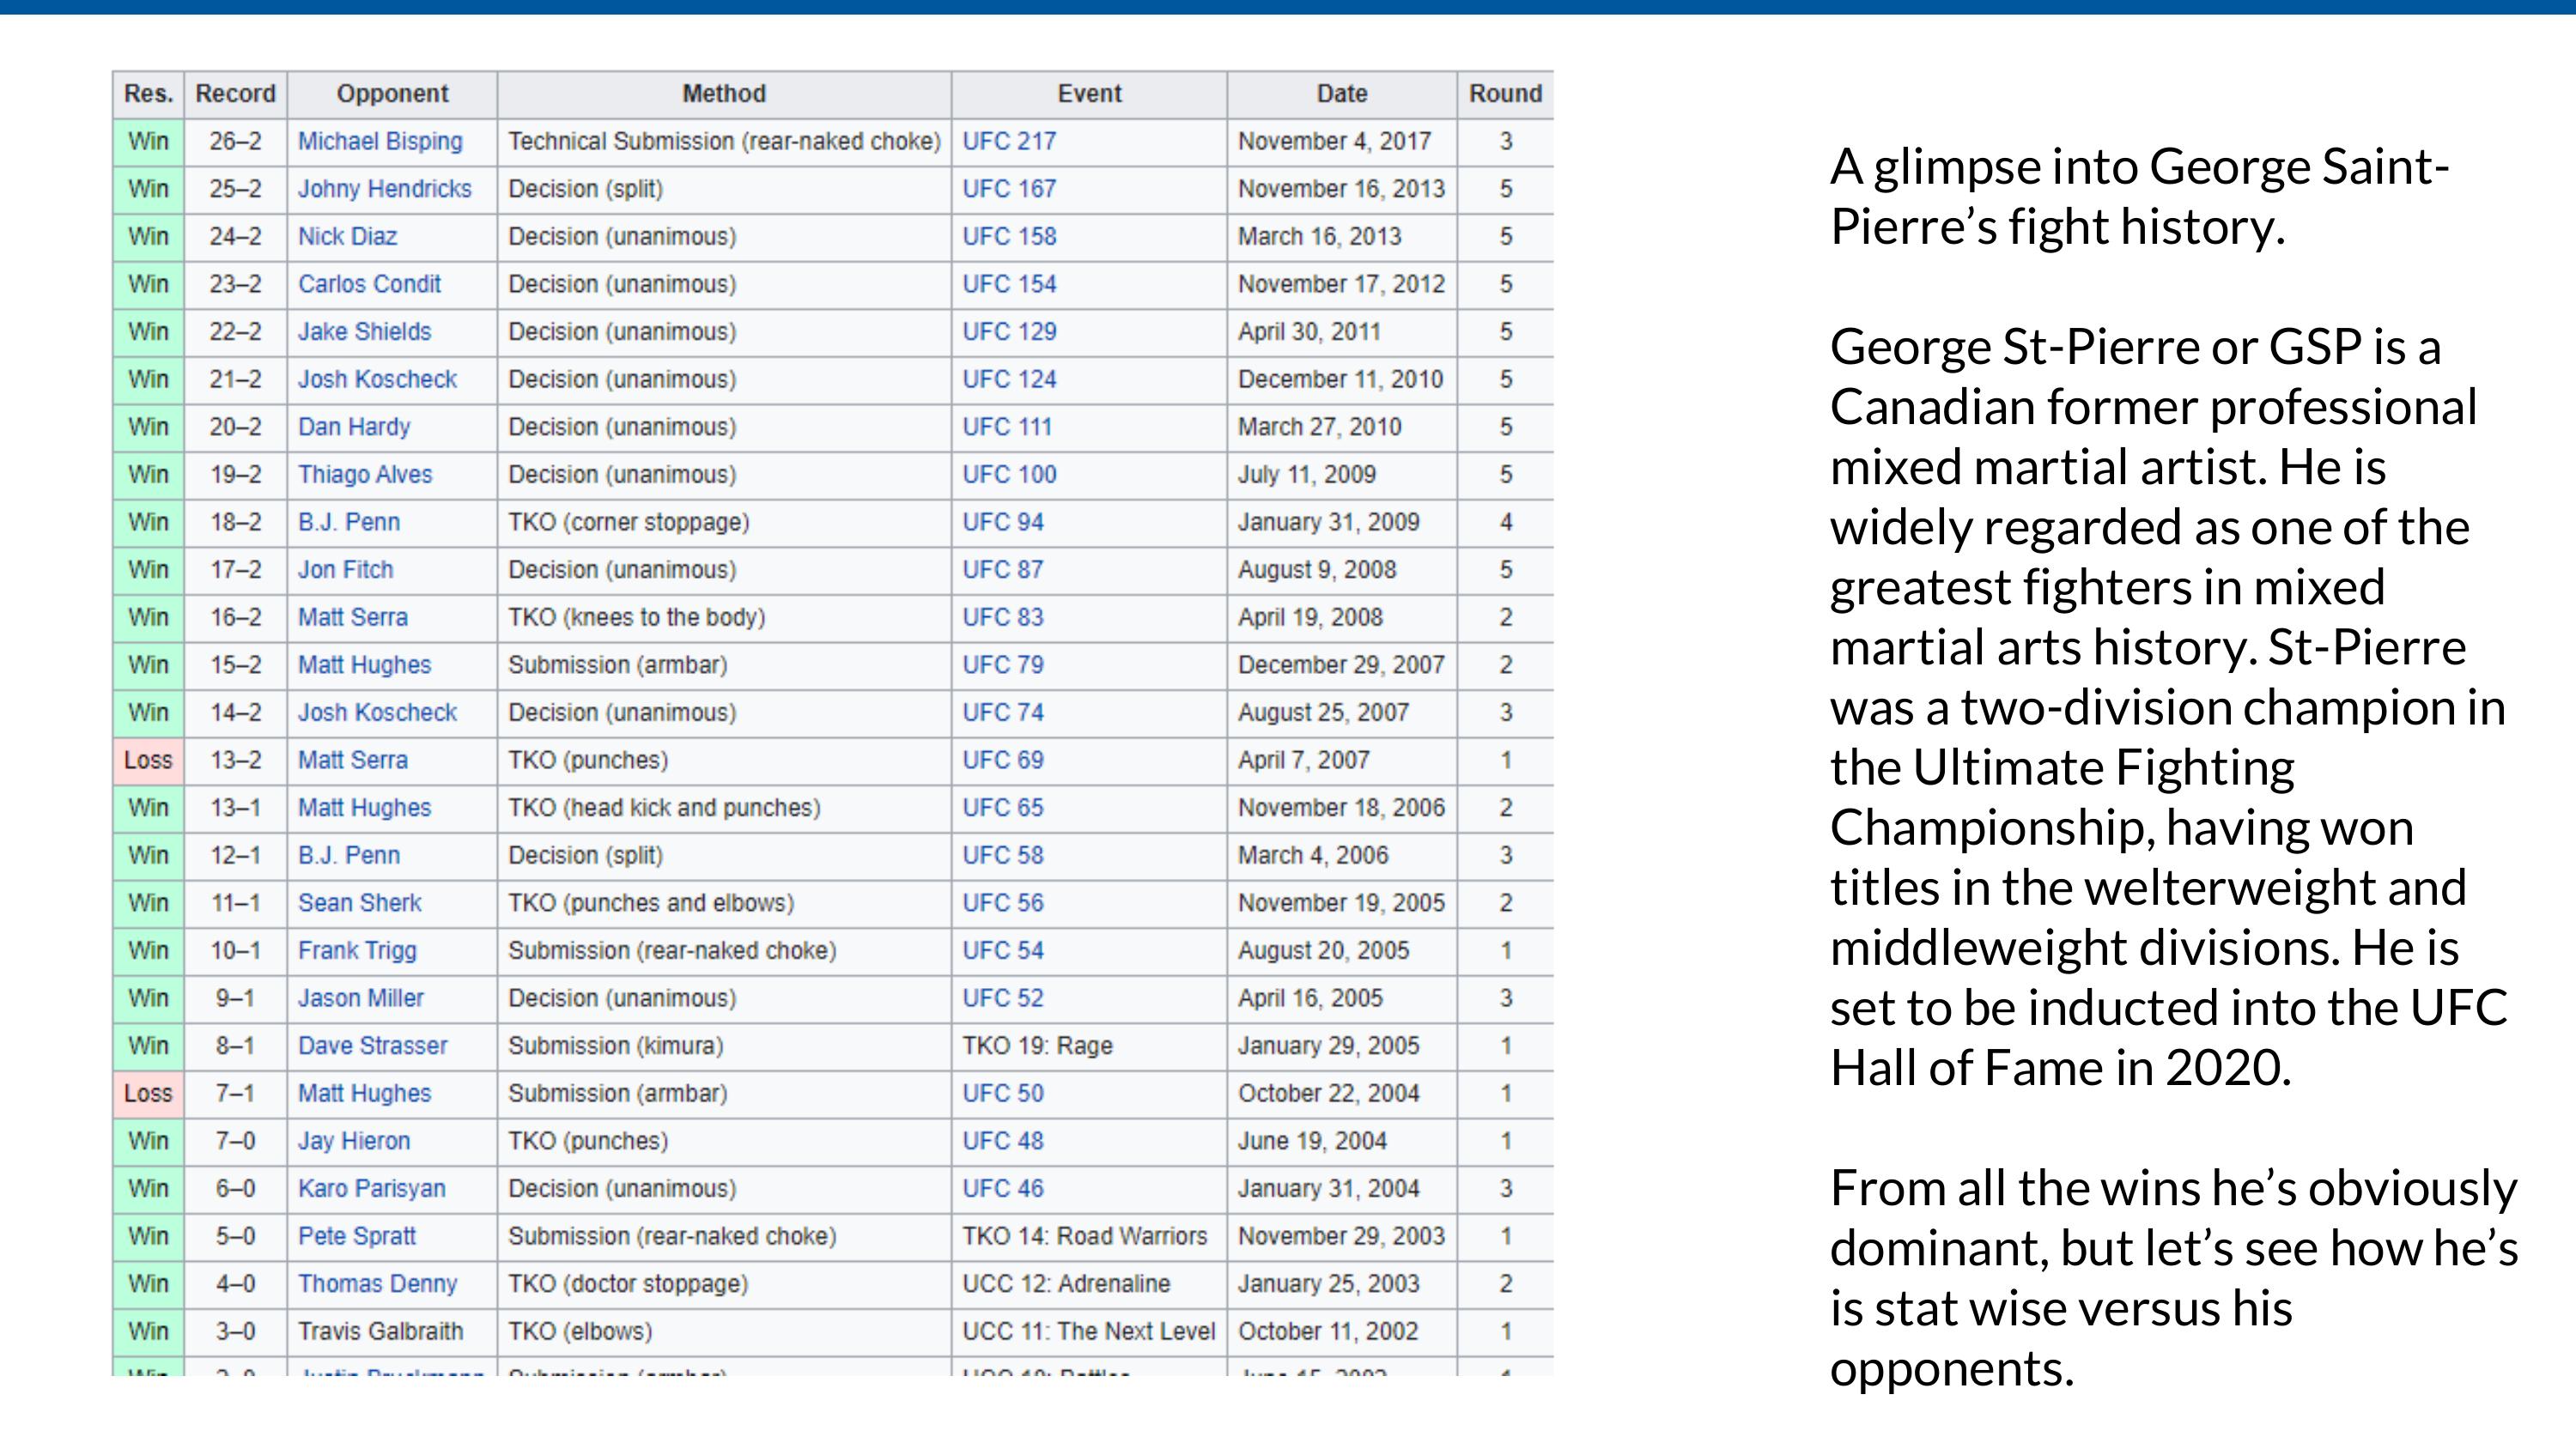 Res. Record Opponent Method Event Date Round
Win 26–2 Michael Bisping Technical Submission (rear-naked choke) UFC 217 November 4, 2017 3
Win 25–2 Johny Hendricks Decision (split) UFC 167 November 16, 2013 5
Win 24–2 Nick Diaz Decision (unanimous) UFC 158 March 16, 2013 5
Win 23–2 Carlos Condit Decision (unanimous) UFC 154 November 17, 2012 5
Win 22–2 Jake Shields Decision (unanimous) UFC 129 April 30, 2011 5
Win 21–2 Josh Koscheck Decision (unanimous) UFC 124 December 11, 2010 5
Win 20–2 Dan Hardy Decision (unanimous) UFC 111 March 27, 2010 5
Win 19–2 Thiago Alves Decision (unanimous) UFC 100 July 11, 2009 5
Win 18–2 B.J. Penn TKO (corner stoppage) UFC 94 January 31, 2009 4
Win 17–2 Jon Fitch Decision (unanimous) UFC 87 August 9, 2008 5
Win 16–2 Matt Serra TKO (knees to the body) UFC 83 April 19, 2008 2
Win 15–2 Matt Hughes Submission (armbar) UFC 79 December 29, 2007 2
Win 14–2 Josh Koscheck Decision (unanimous) UFC 74 August 25, 2007 3
Loss 13–2 Matt Serra TKO (punches) UFC 69 April 7, 2007 1
Win 13–1 Matt Hughes TKO (head kick and punches) UFC 65 November 18, 2006 2
Win 12–1 B.J. Penn Decision (split) UFC 58 March 4, 2006 3
Win 11–1 Sean Sherk TKO (punches and elbows) UFC 56 November 19, 2005 2
Win 10–1 Frank Trigg Submission (rear-naked choke) UFC 54 August 20, 2005 1
Win 9–1 Jason Miller Decision (unanimous) UFC 52 April 16, 2005 3
Win 8–1 Dave Strasser Submission (kimura) TKO 19: Rage January 29, 2005 1
Loss 7–1 Matt Hughes Submission (armbar) UFC 50 October 22, 2004 1
Win 7–0 Jay Hieron TKO (punches) UFC 48 June 19, 2004 1
Win 6–0 Karo Parisyan Decision (unanimous) UFC 46 January 31, 2004 3
Win 5–0 Pete Spratt Submission (rear-naked choke) TKO 14: Road Warriors November 29, 2003 1
Win 4–0 Thomas Denny TKO (doctor stoppage) UCC 12: Adrenaline January 25, 2003 2
Win 3–0 Travis Galbraith TKO (elbows) UCC 11: The Next Level October 11, 2002 1
A glimpse into George Saint-
Pierre’s fight history.
George St-Pierre or GSP is a
Canadian former professional
mixed martial artist. He is
widely regarded as one of the
greatest fighters in mixed
martial arts history. St-Pierre
was a two-division champion in
the Ultimate Fighting
Championship, having won
titles in the welterweight and
middleweight divisions. He is
set to be inducted into the UFC
Hall of Fame in 2020.
From all the wins he’s obviously
dominant, but let’s see how he’s
is stat wise versus his
opponents.